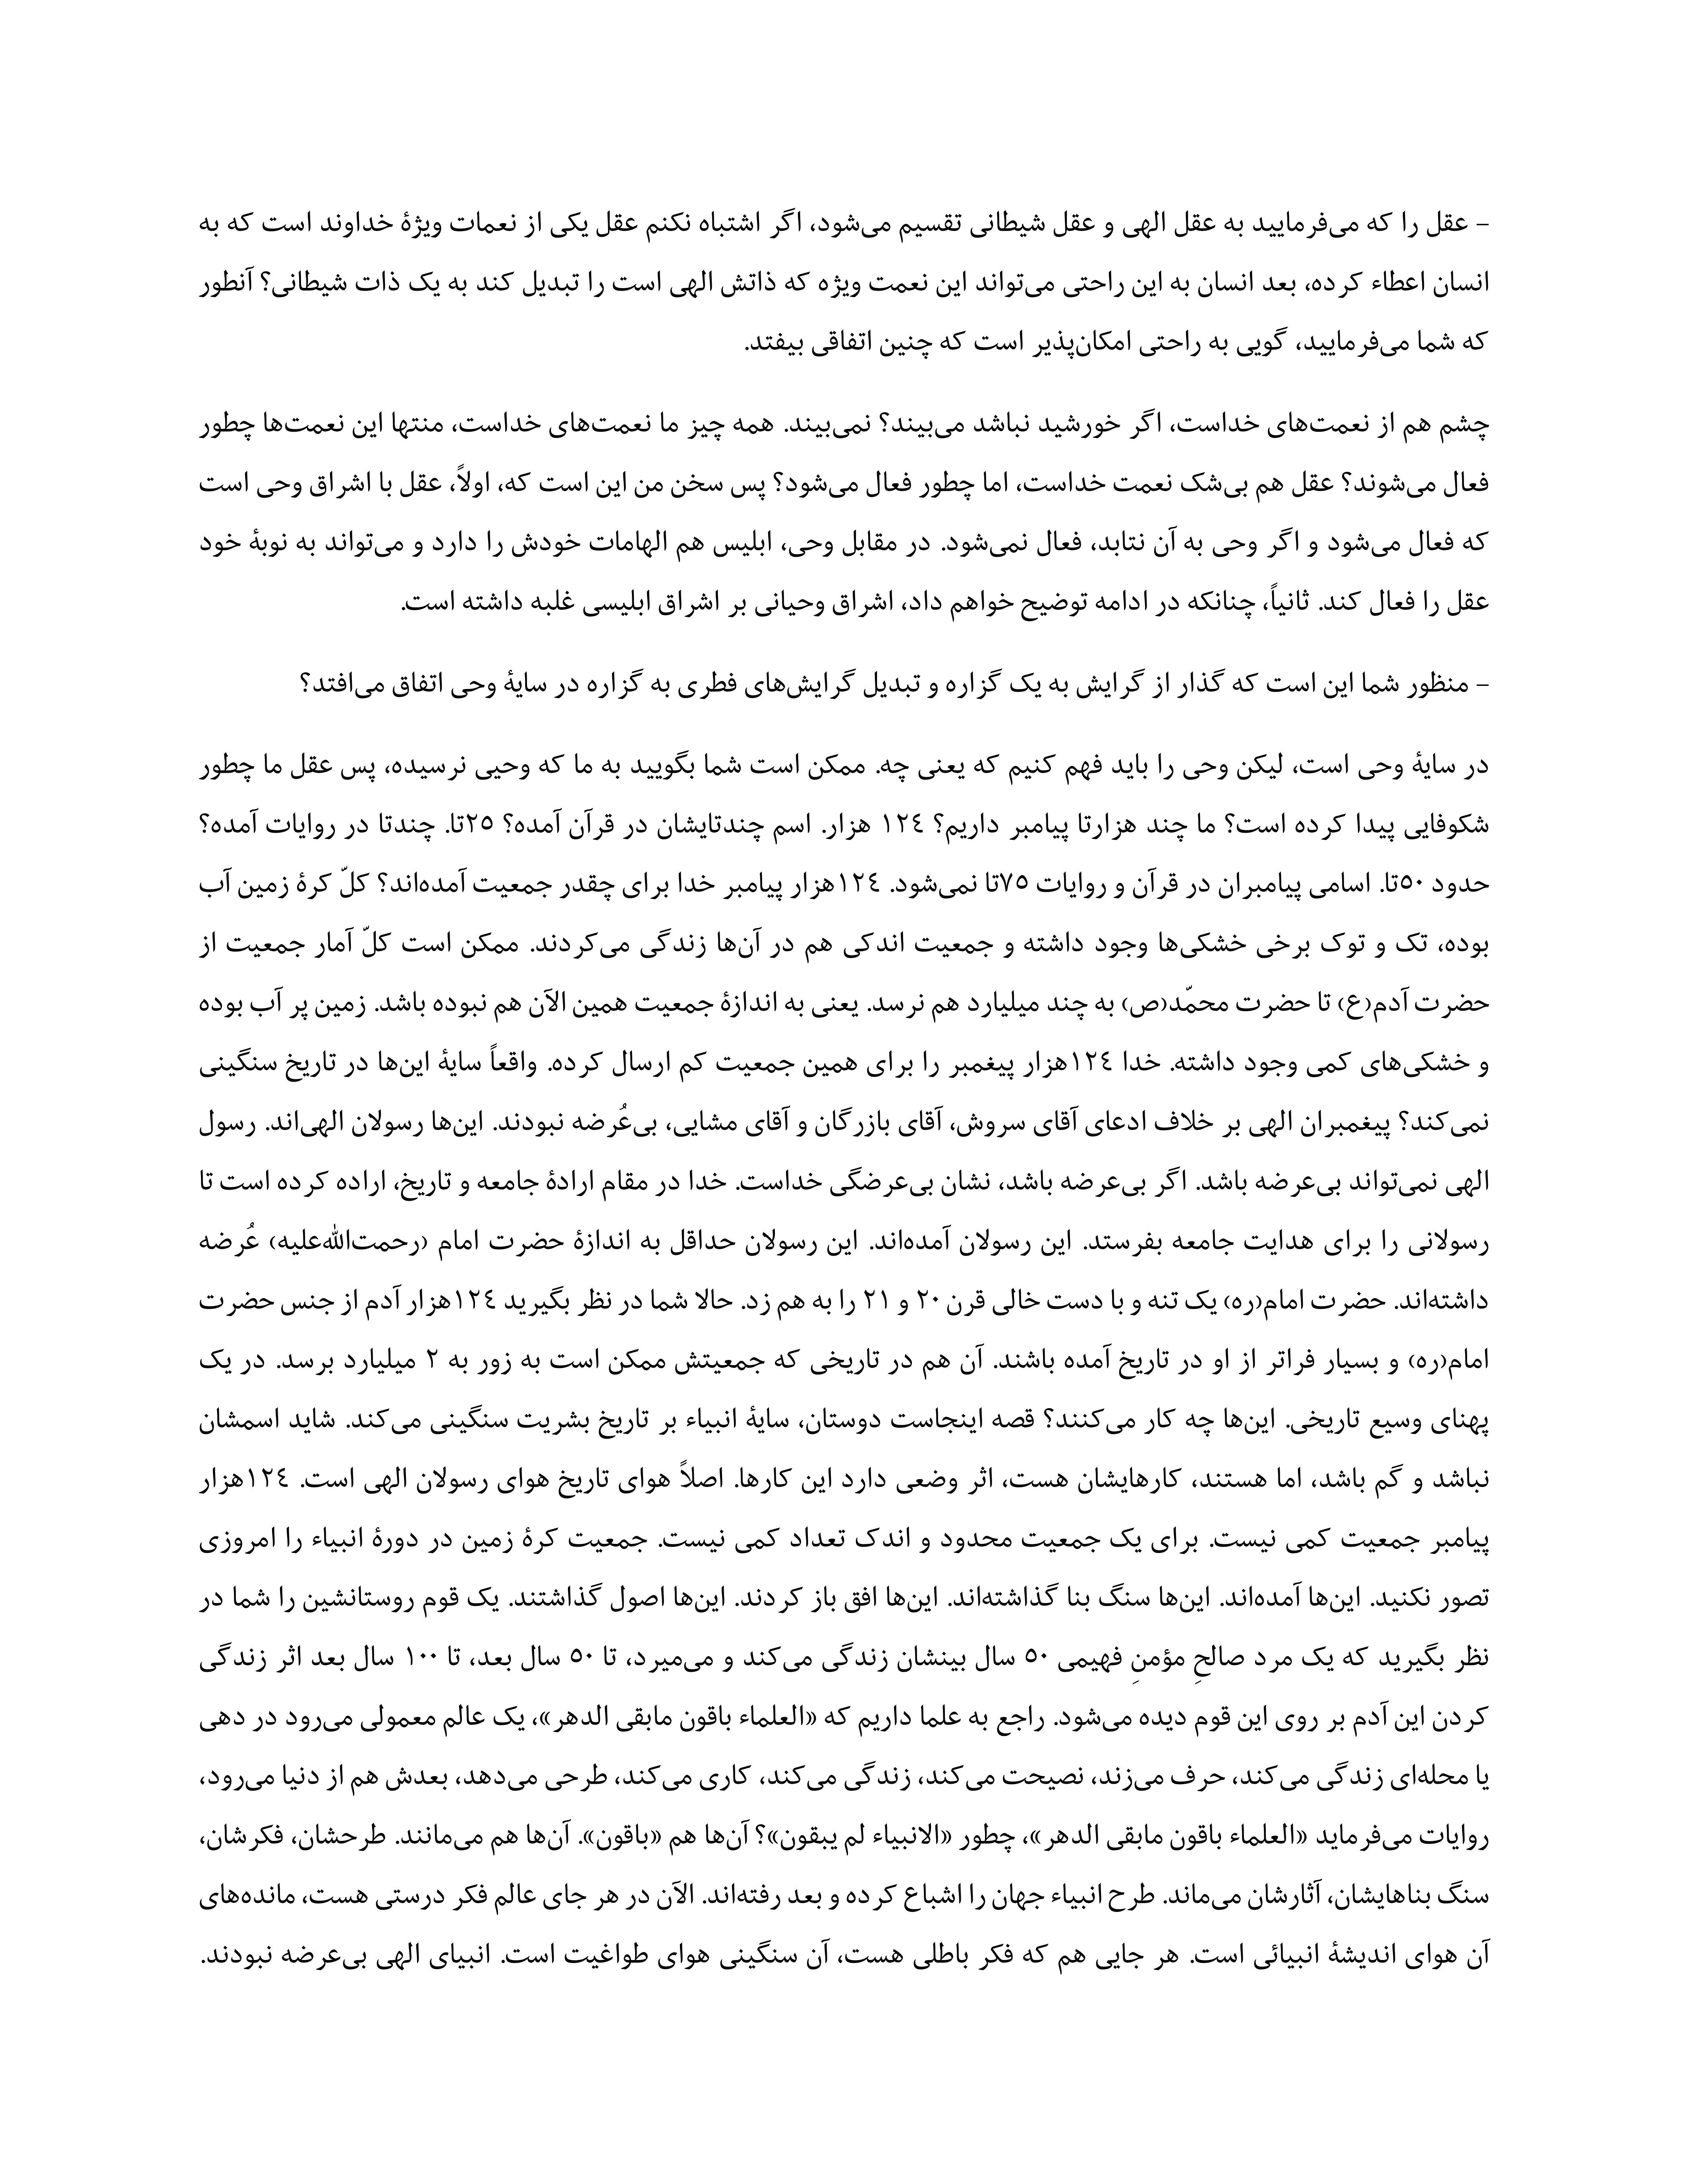 – عقل را که می‌فرمایید به عقل الهی و عقل شیطانی تقسیم می‌شود، اگر اشتباه نکنم عقل یکی از نعمات ویژۀ خداوند است که به
انسان اعطاء کرده، بعد انسان به این راحتی می‌تواند این نعمت ویژه که ذاتش الهی است را تبدیل کند به یک ذات شیطانی؟ آنطور
که شما می‌فرمایید، گویی به راحتی امکان‌پذیر است که چنین اتفاقی بیفتد.
چشم هم از نعمت‌های خداست، اگر خورشید نباشد می‌بیند؟ نمی‌بیند. همه چیز ما نعمت‌های خداست، منتها این نعمت‌ها چطور
فعال می‌شوند؟ عقل هم بی‌شک نعمت خداست، اما چطور فعال می‌شود؟ پس سخن من این است که، اولاً، عقل با اشراق وحی است
که فعال می‌شود و اگر وحی به آن نتابد، فعال نمی‌شود. در مقابل وحی، ابلیس هم الهامات خودش را دارد و می‌تواند به نوبۀ خود
عقل را فعال کند. ثانیاً، چنانکه در ادامه توضیح خواهم داد، اشراق وحیانی بر اشراق ابلیسی غلبه داشته است.
– منظور شما این است که گذار از گرایش به یک گزاره و تبدیل گرایش‌های فطری به گزاره در سایۀ وحی اتفاق می‌افتد؟
در سایۀ وحی است، لیکن وحی را باید فهم کنیم که یعنی چه. ممکن است شما بگویید به ما که وحیی نرسیده، پس عقل ما چطور
شکوفایی پیدا کرده است؟ ما چند هزارتا پیامبر داریم؟ ١٢٤ هزار. اسم چندتایشان در قرآن آمده؟ ٢٥تا. چندتا در روایات آمده؟
حدود ٥٠تا. اسامی پیامبران در قرآن و روایات ٧٥تا نمی‌شود. ١٢٤هزار پیامبر خدا برای چقدر جمعیت آمده‌اند؟ کلّ کرۀ زمین آب
بوده، تک و توک برخی خشکی‌ها وجود داشته و جمعیت اندکی هم در آن‌ها زندگی می‌کردند. ممکن است کلّ آمار جمعیت از
حضرت آدم(ع) تا حضرت محمّد(ص) به چند میلیارد هم نرسد. یعنی به اندازۀ جمعیت همین الآن هم نبوده باشد. زمین پر آب بوده
و خشکی‌های کمی وجود داشته. خدا ١٢٤هزار پیغمبر را برای همین جمعیت کم ارسال کرده. واقعاً سایۀ این‌ها در تاریخ سنگینی
نمی‌کند؟ پیغمبران الهی بر خلاف ادعای آقای سروش، آقای بازرگان و آقای مشایی، بی‌عُرضه نبودند. این‌ها رسولان الهی‌اند. رسول
الهی نمی‌تواند بی‌عرضه باشد. اگر بی‌عرضه باشد، نشان بی‌عرضگی خداست. خدا در مقام ارادۀ جامعه و تاریخ، اراده کرده است تا
رسولانی را برای هدایت جامعه بفرستد. این رسولان آمده‌اند. این رسولان حداقل به اندازۀ حضرت امام (رحمت‌الله‌علیه) عُرضه
داشته‌اند. حضرت امام(ره) یک تنه و با دست خالی قرن ٢٠ و ٢١ را به هم زد. حالا شما در نظر بگیرید ١٢٤هزار آدم از جنس حضرت
امام(ره) و بسیار فراتر از او در تاریخ آمده باشند. آن هم در تاریخی که جمعیتش ممکن است به زور به ٢ میلیارد برسد. در یک
پهنای وسیع تاریخی. این‌ها چه کار می‌کنند؟ قصه اینجاست دوستان، سایۀ انبیاء بر تاریخ بشریت سنگینی می‌کند. شاید اسمشان
نباشد و گم باشد، اما هستند، کارهایشان هست، اثر وضعی دارد این کارها. اصلاً هوای تاریخ هوای رسولان الهی است. ١٢٤هزار
پیامبر جمعیت کمی نیست. برای یک جمعیت محدود و اندک تعداد کمی نیست. جمعیت کرۀ زمین در دورۀ انبیاء را امروزی
تصور نکنید. این‌ها آمده‌اند. این‌ها سنگ بنا گذاشته‌اند. این‌ها افق باز کردند. این‌ها اصول گذاشتند. یک قوم روستانشین را شما در
نظر بگیرید که یک مرد صالحِ مؤمنِ فهیمی ٥٠ سال بینشان زندگی می‌کند و می‌میرد، تا ٥٠ سال بعد، تا ١٠٠ سال بعد اثر زندگی
کردن این آدم بر روی این قوم دیده می‌شود. راجع به علما داریم که «العلماء باقون مابقی الدهر»، یک عالم معمولی می‌رود در دهی
یا محله‌ای زندگی می‌کند، حرف می‌زند، نصیحت می‌کند، زندگی می‌کند، کاری می‌کند، طرحی می‌دهد، بعدش هم از دنیا می‌رود،
روایات می‌فرماید «العلماء باقون مابقی الدهر»، چطور «الانبیاء لم یبقون»؟ آن‌ها هم «باقون». آن‌ها هم می‌مانند. طرحشان، فکرشان،
سنگ بناهایشان، آثارشان می‌ماند. طرح انبیاء جهان را اشباع کرده و بعد رفته‌اند. الآن در هر جای عالم فکر درستی هست، مانده‌های
آن هوای اندیشۀ انبیائی است. هر جایی هم که فکر باطلی هست، آن سنگینی هوای طواغیت است. انبیای الهی بی‌عرضه نبودند.